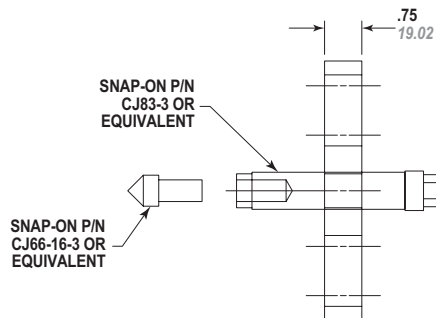 .75
19.02
SNAP-ON P/N
CJ83-3 OR
EQUIVALENT
SNAP-ON P/N
CJ66-16-3 OR
EQUIVALENT